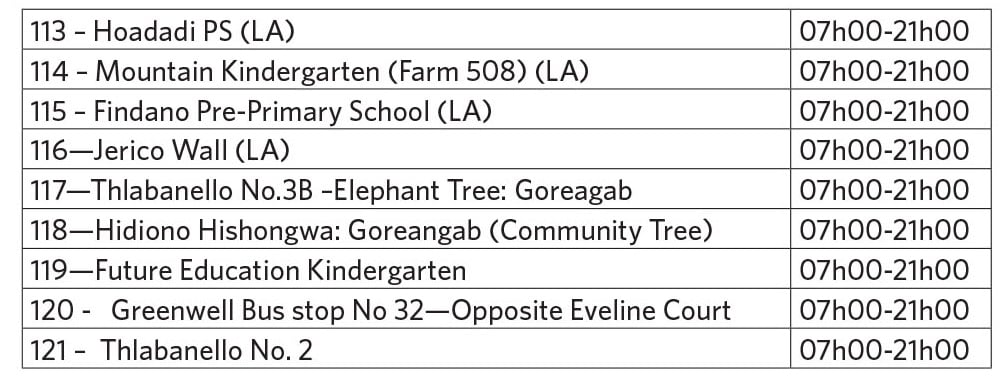 113 – Hoadadi PS (LA) 07h00-21h00
114 – Mountain Kindergarten (Farm 508) (LA) 07h00-21h00
115 – Findano Pre-Primary School (LA) 07h00-21h00
116—Jerico Wall (LA) 07h00-21h00
117—Thlabanello No.3B –Elephant Tree: Goreagab 07h00-21h00
118—Hidiono Hishongwa: Goreangab (Community Tree) 07h00-21h00
119—Future Education Kindergarten 07h00-21h00
120 - Greenwell Bus stop No 32—Opposite Eveline Court 07h00-21h00
121 – Thlabanello No. 2 07h00-21h00